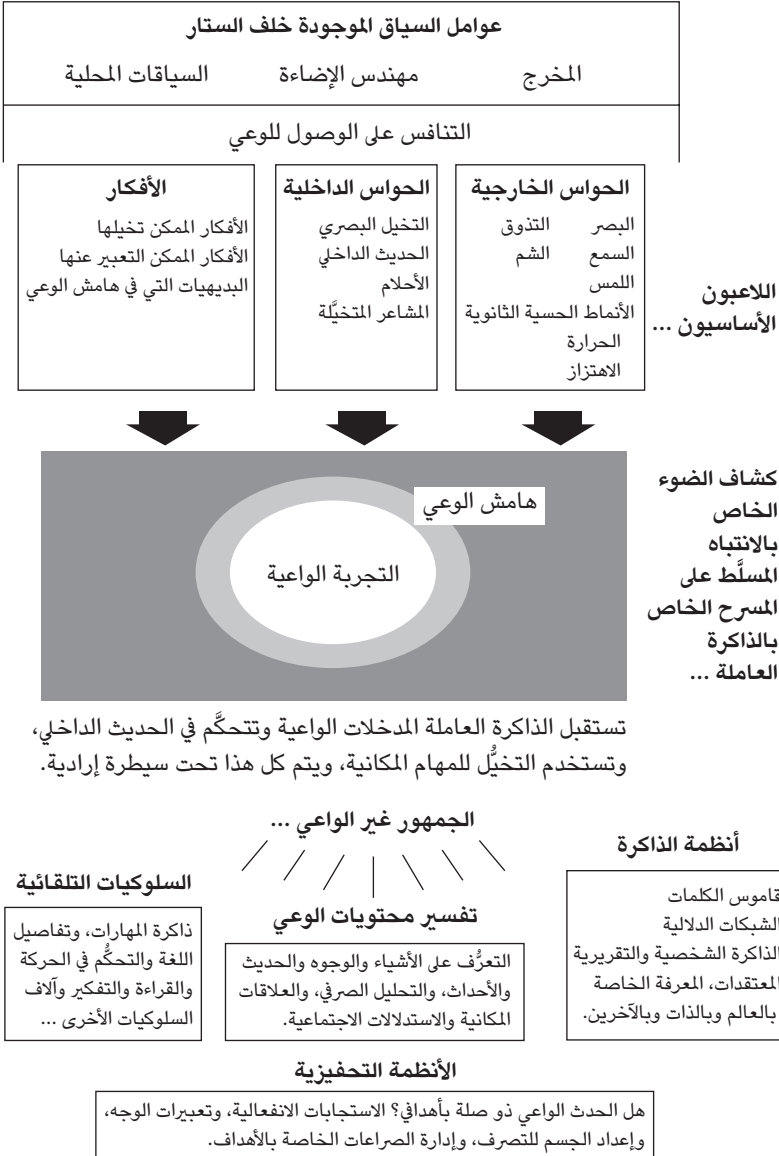 عوامل السياق الموجودة خلف الستار
المخرج مهندس الإضاءة السياقات المحلية
التنافس على الوصول للوعي
الحواس الخارجية
البصر التذوق
السمع الشم
اللمس
الأنماط الحسية الثانوية
الحرارة
الاهتزاز
الحواس الداخلية
التخيل البصري
الحديث الداخلي
الأحلام
المشاعر المتخيَّلة
الأفكار
الأفكار الممكن تخيلها
الأفكار الممكن التعبير عنها
البديهيات التي في هامش الوعي
اللاعبون
الأساسيون ...
كشاف الضوء
الخاص
بالانتباه
المسلَّط على
المسرح الخاص
بالذاكرة
العاملة ...
هامش الوعي
التجربة الواعية
تستقبل الذاكرة العاملة المدخلات الواعية وتتحكَّم في الحديث الداخلي،
وتستخدم التخيُّل للمهام المكانية، ويتم كل هذا تحت سيطرة إرادية.
الجمهور غير الواعي ...
أنظمة الذاكرة
قاموس الكلمات
الشبكات الدلالية
الذاكرة الشخصية والتقريرية
المعتقدات، المعرفة الخاصة
بالعالم وبالذات وبالآخرين.
تفسير محتويات الوعي
التعرُّف على الأشياء والوجوه والحديث
والأحداث، والتحليل الصرفي، والعلاقات
المكانية والاستدلالات الاجتماعية.
السلوكيات التلقائية
ذاكرة المهارات، وتفاصيل
اللغة والتحكُّم في الحركة
والقراءة والتفكير وآلاف
السلوكيات الأخرى ...
الأنظمة التحفيزية
هل الحدث الواعي ذو صلة بأهدافي؟ الاستجابات الانفعالية، وتعبيرات الوجه،
وإعداد الجسم للتصرف، وإدارة الصراعات الخاصة بالأهداف.